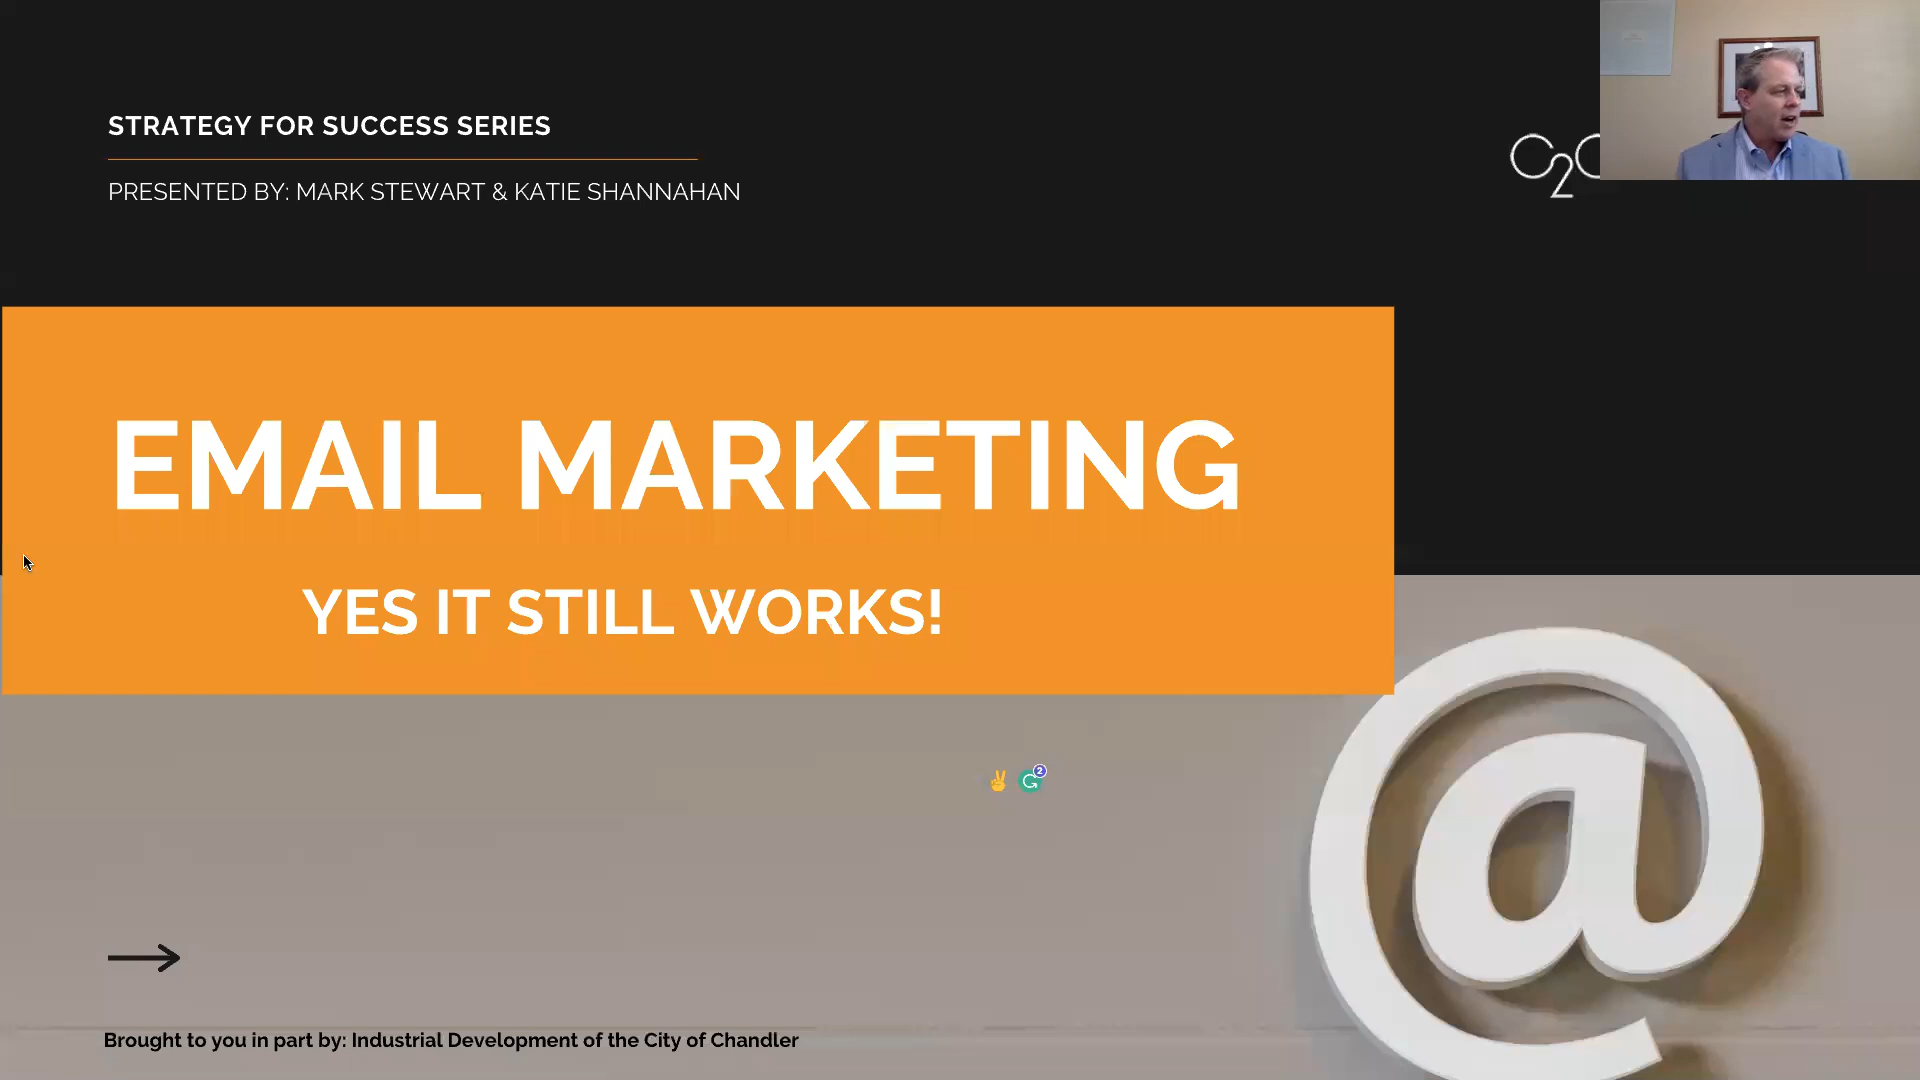 STRATEGY FOR SUCCESS SERIES
PRESENTED BY: MARK STEWART & KATIE SHANNAHAN
EMAIL MARKETING
YES IT STILL WORKS!
2
@
Brought to you in part by: Industrial Development of the City of Chandler